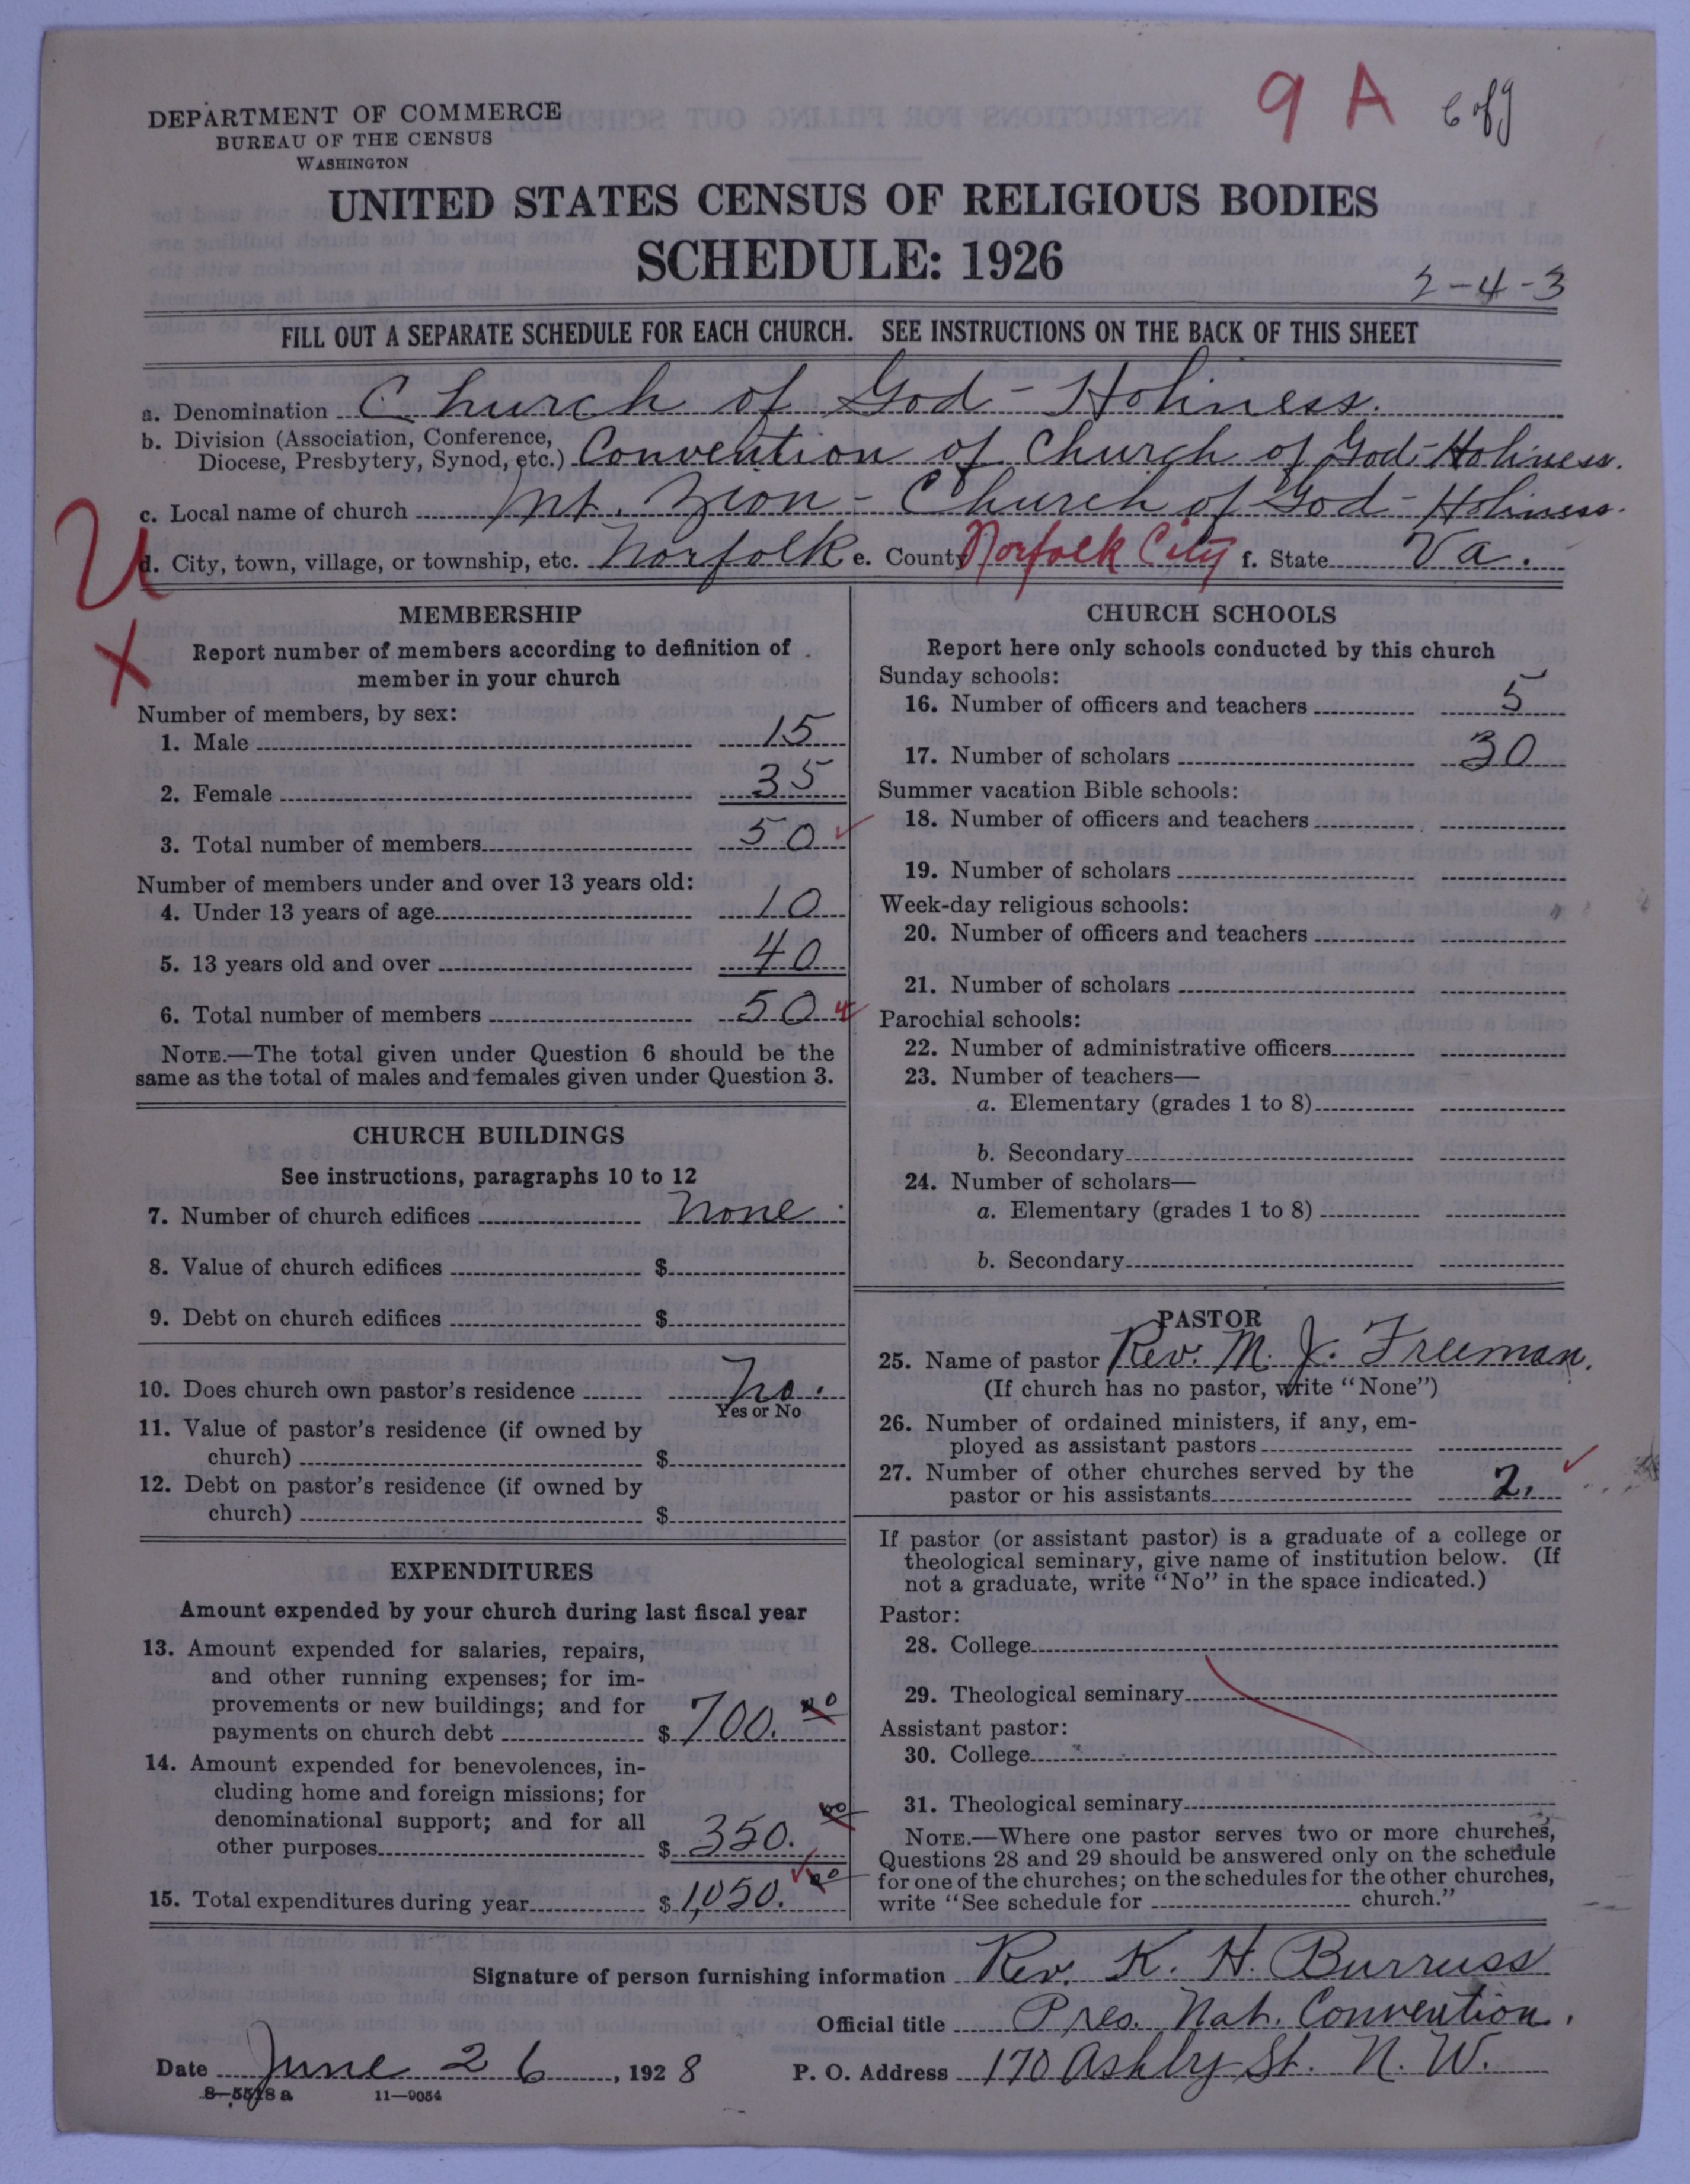 9 A 6 of 9
DEPARTMENT OF COMMERCE
BUREAU OF THE CENSUS
WASHINGTON
UNITED STATES CENSUS OF RELIGIOUS BODIES
SCHEDULE: 1926
2-4-3
FILL OUT A SEPARATE SCHEDULE FOR EACH CHURCH. SEE INSTRUCTIONS ON THE BACK OF THIS SHEET
a. Denomination Church of God - Holiness.
b. Division (Association, Conference,
Diocese, Presbytery, Synod, etc.) Convention of Church of God-Holiness.
c. Local name of church Mt. Zion - Church of God - Holiness.
d. City, town, village, or township, etc. Norfolk e. County Norfolk City f. State Va.
U
X
MEMBERSHIP
Report number of members according to definition of
member in your church
Number of members, by sex:
1. Male 15
2. Female 35
3. Total number of members 50
Number of members under and over 13 years old:
4. Under 13 years of age 10
5. 13 years old and over 40
6. Total number of members 50
NOTE.—The total given under Question 6 should be the
same as the total of males and females given under Question 3.
CHURCH BUILDINGS
See instructions, paragraphs 10 to 12
7. Number of church edifices None
8. Value of church edifices $
9. Debt on church edifices $
10. Does church own pastor's residence No.
Yes or No
11. Value of pastor's residence (if owned by
church) $
12. Debt on pastor's residence (if owned by
church) $
EXPENDITURES
Amount expended by your church during last fiscal year
13. Amount expended for salaries, repairs,
and other running expenses; for im-
provements or new buildings; and for
payments on church debt $ 700. 00
14. Amount expended for benevolences, in-
cluding home and foreign missions; for
denominational support; and for all
other purposes $ 350. 00
15. Total expenditures during year $ 1,050. 00
CHURCH SCHOOLS
Report here only schools conducted by this church
Sunday schools:
16. Number of officers and teachers 5
17. Number of scholars 30
Summer vacation Bible schools:
18. Number of officers and teachers
19. Number of scholars
Week-day religious schools:
20. Number of officers and teachers
21. Number of scholars
Parochial schools:
22. Number of administrative officers
23. Number of teachers—
a. Elementary (grades 1 to 8)
b. Secondary
24. Number of scholars—
a. Elementary (grades 1 to 8)
b. Secondary
PASTOR
25. Name of pastor Rev. M. J. Freeman.
(If church has no pastor, write "None")
26. Number of ordained ministers, if any, em-
ployed as assistant pastors
27. Number of other churches served by the
pastor or his assistants 2.
If pastor (or assistant pastor) is a graduate of a college or
theological seminary, give name of institution below. (If
not a graduate, write "No" in the space indicated.)
Pastor:
28. College
29. Theological seminary
Assistant pastor:
30. College
31. Theological seminary
NOTE.—Where one pastor serves two or more churches,
Questions 28 and 29 should be answered only on the schedule
for one of the churches; on the schedules for the other churches,
write "See schedule for church."
Signature of person furnishing information Rev. K. H. Burruss
Official title Pres. Nat. Convention.
Date June 26, 1928 P. O. Address 170 Ashby St. N. W.
8-5518 a 11—9054